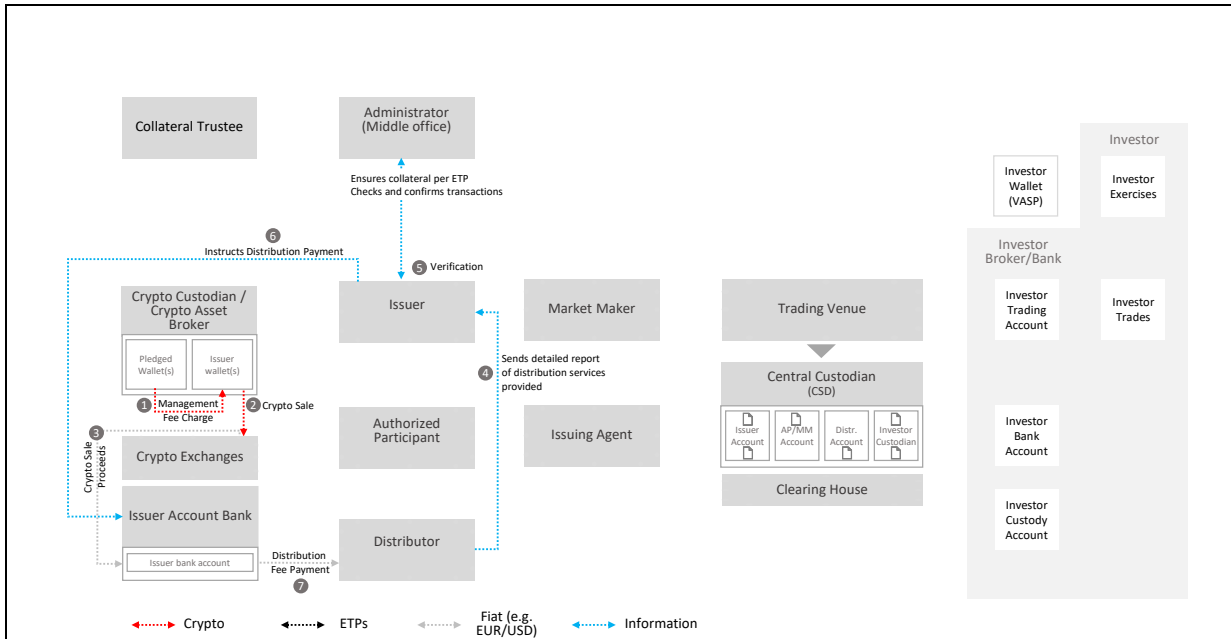 Collateral Trustee
Administrator
(Middle office)
Ensures collateral per ETP
Checks and confirms transactions
6
Instructs Distribution Payment
5 Verification
Investor
Investor
Wallet
(VASP)
Investor
Exercises
Investor
Broker/Bank
Crypto Custodian /
Crypto Asset
Broker
Pledged
Wallet(s)
Issuer
wallet(s)
Issuer
Market Maker
Trading Venue
Investor
Trading
Account
Investor
Trades
1 Management
Fee Charge
2 Crypto Sale
Sends detailed report
4 of distribution services
provided
Central Custodian
(CSD)
Issuer
Account
AP/MM
Account
Distr.
Account
Investor
Custodian
3
Crypto Sale
Proceeds
Crypto Exchanges
Authorized
Participant
Issuing Agent
Clearing House
Investor
Bank
Account
Issuer Account Bank
Issuer bank account
Distribution
Fee Payment
7
Distributor
Investor
Custody
Account
Crypto
ETPs
Fiat (e.g.
EUR/USD)
Information